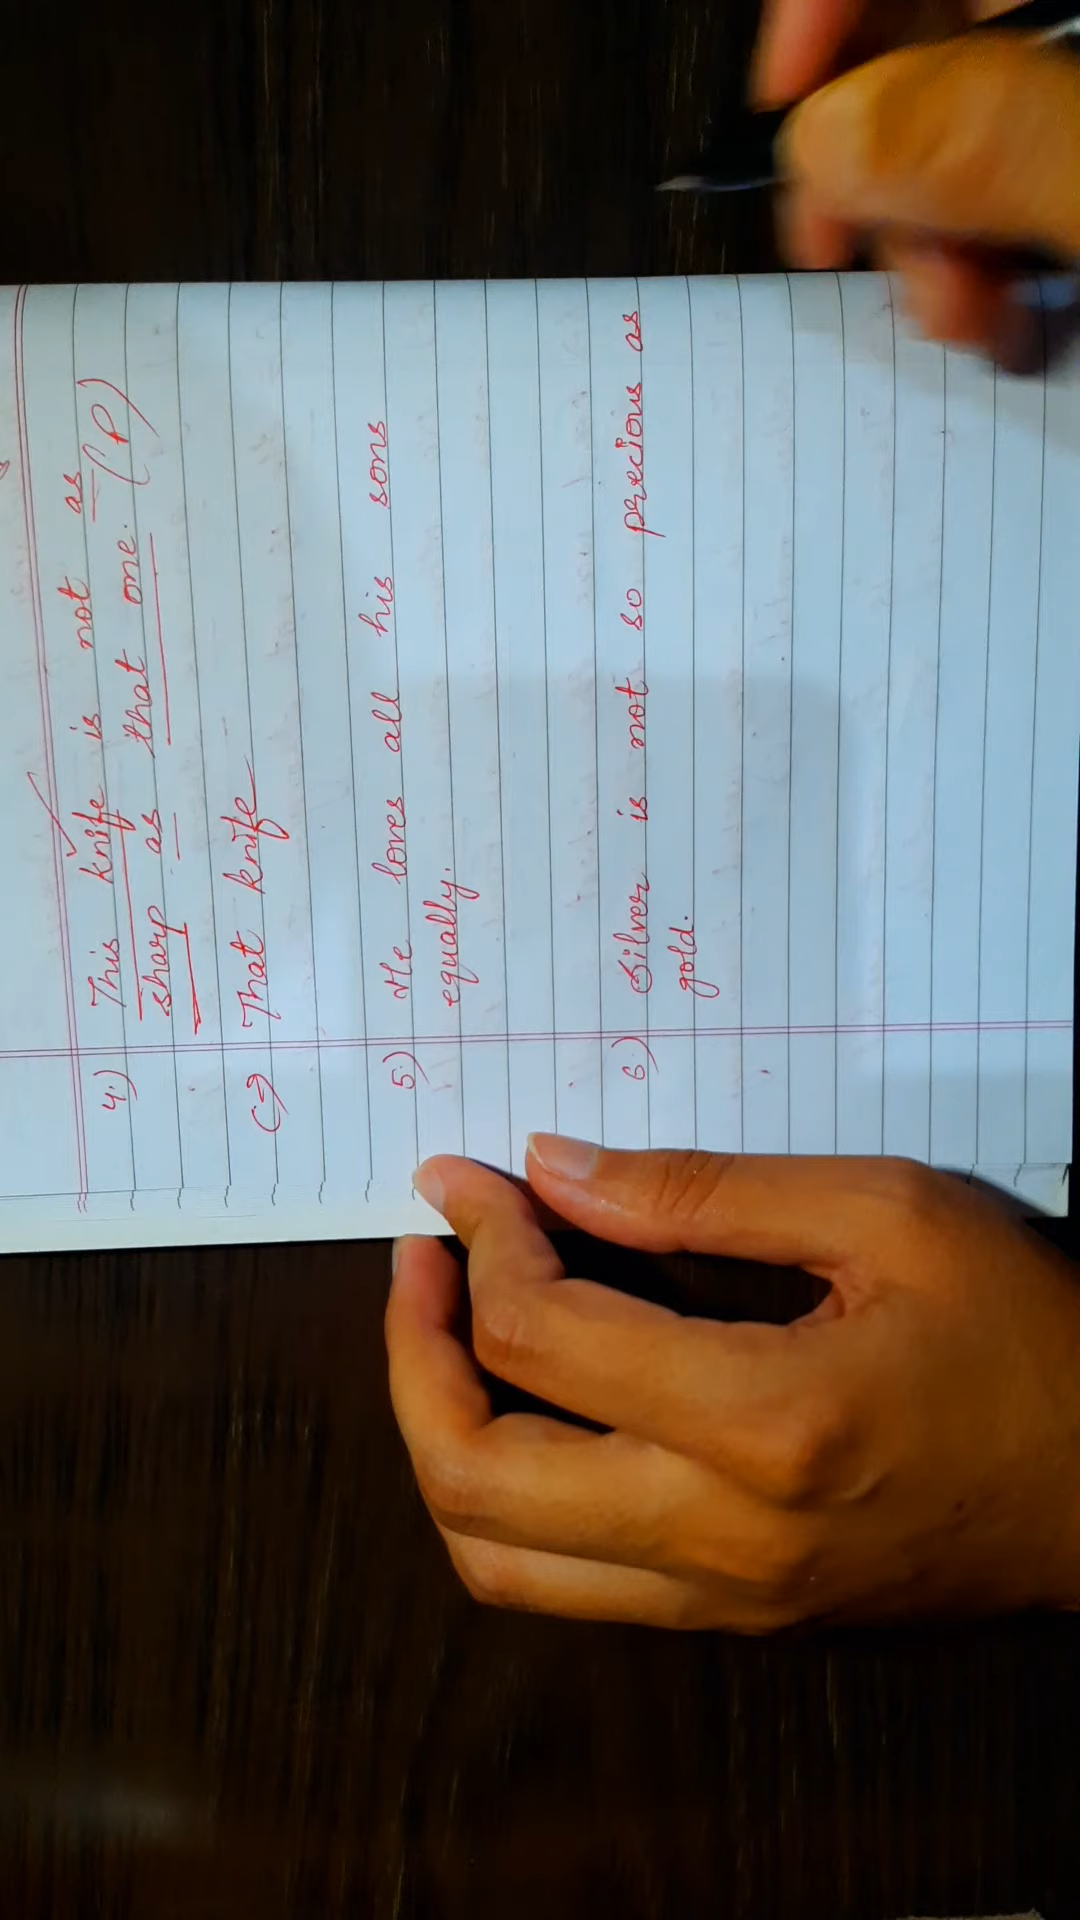 4.) This knife is not as
sharp as that one. (P)
C→ That knife
5.) He loves all his sons
equally.
6.) Silver is not so precious as
gold.